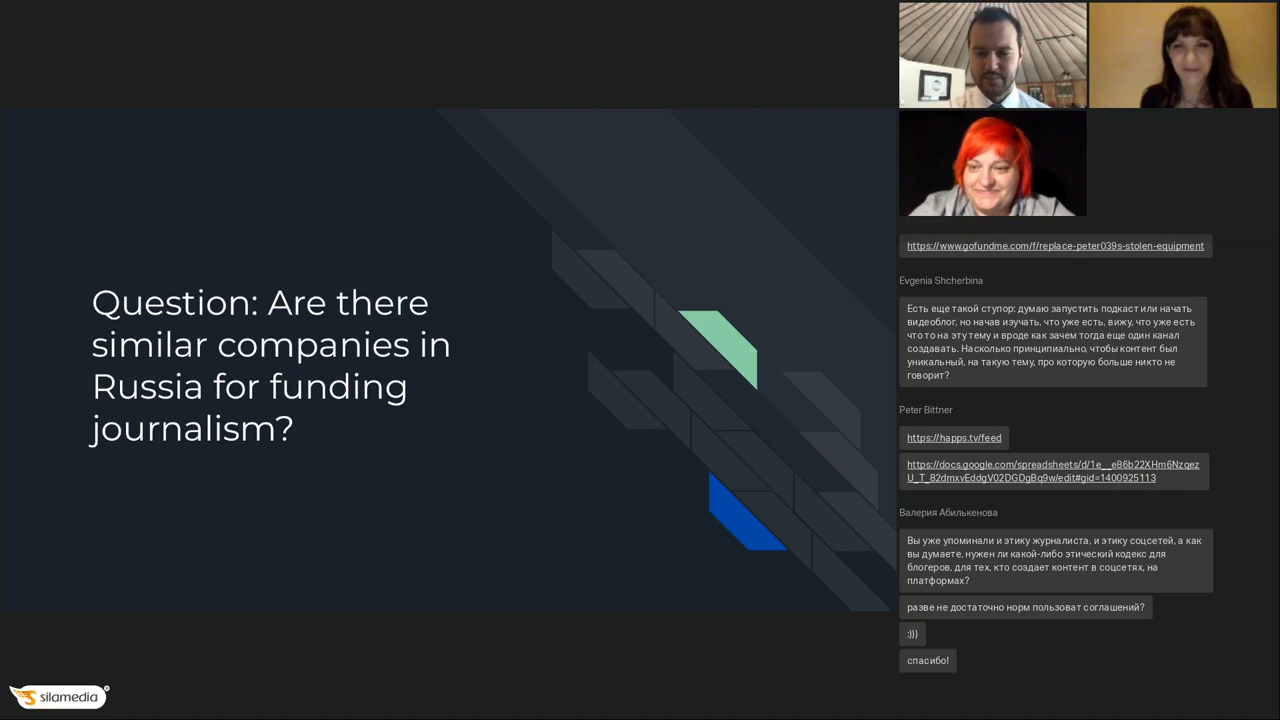 Question: Are there
similar companies in
Russia for funding
journalism?
https://www.gofundme.com/f/replace-peter039s-stolen-equipment
Evgenia Shcherbina
Есть еще такой ступор: думаю запустить подкаст или начать
видеоблог, но начав изучать, что уже есть, вижу, что уже есть
что то на эту тему и вроде как зачем тогда еще один канал
создавать. Насколько принципиально, чтобы контент был
уникальный, на такую тему, про которую больше никто не
говорит?
Peter Bittner
https://happs.tv/feed
https://docs.google.com/spreadsheets/d/1e__e86b22XHm6Nzqez
U_T_82dmxvEddgV02DGDgBq9w/edit#gid=1400925113
Валерия Абилькенова
Вы уже упоминали и этику журналиста, и этику соцсетей, а как
вы думаете, нужен ли какой-либо этический кодекс для
блогеров, для тех, кто создает контент в соцсетях, на
платформах?
разве не достаточно норм пользоват соглашений?
:)))
спасибо!
silamedia